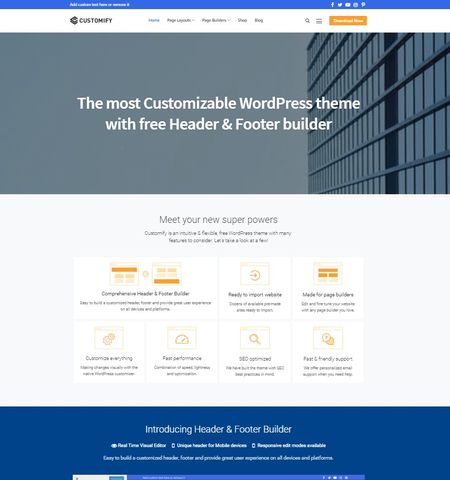 Add custom text here or remove it
CUSTOMIFY
Home Page Layouts Page Builders Shop Blog
Download Now
The most Customizable WordPress theme
with free Header & Footer builder
Meet your new super powers
Customify is an intuitive & flexible, free WordPress theme with many
features to consider. Let's take a look at a few!
Comprehensive Header & Footer Builder
Easy to build a customized header, footer and provide great user experience
on all devices and platforms.
Ready to import website
Dozens of available pre-made
sites ready to import.
Made for page builders
Edit and fine tune your website
with any page builder you love.
Customize everything
Making changes visually with the
native WordPress customizer.
Fast performance
Combination of speed, lightness
and optimization.
SEO optimized
We have built the theme with SEO
best practices in mind.
Fast & friendly support
We offer personalized email
support when you need help.
Introducing Header & Footer Builder
Real Time Visual Editor Unique header for Mobile devices Responsive edit modes available
Easy to build a customized header, footer and provide great user experience on all devices and platforms.